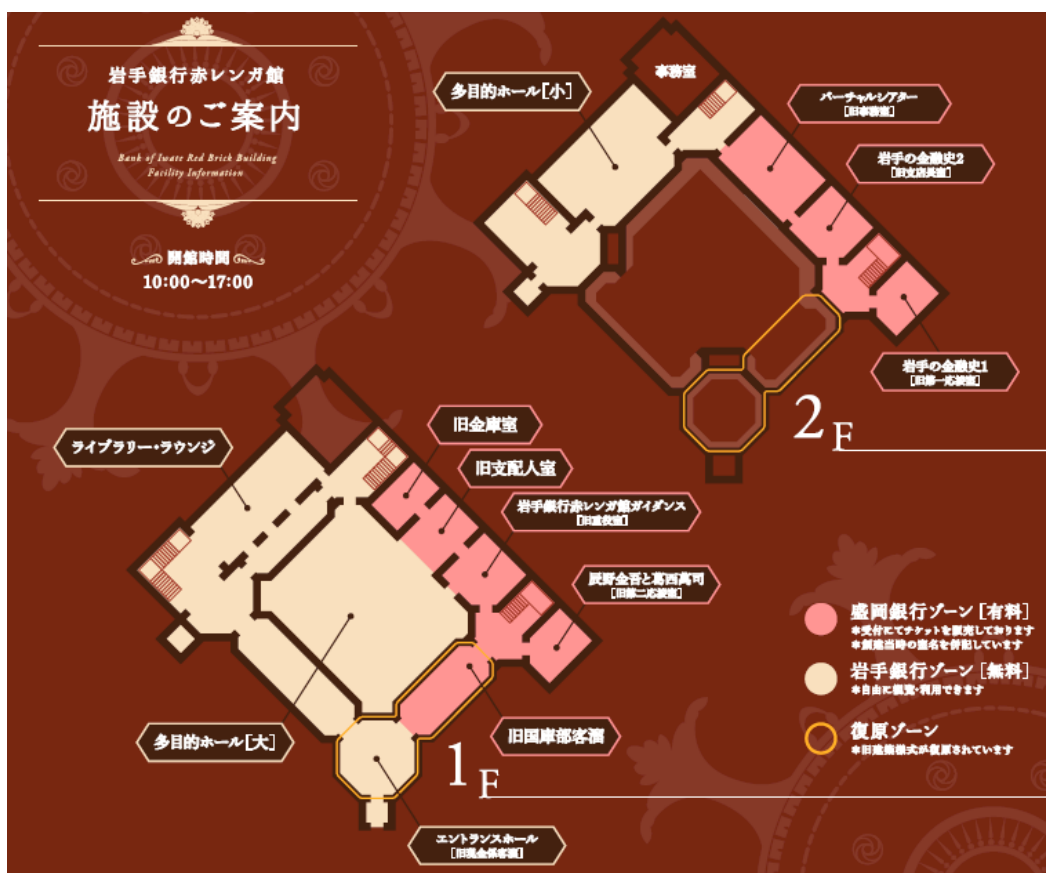 岩手銀行赤レンガ館
施設のご案内
Bank of Iwate Red Brick Building
Facility Information
開館時間
10:00〜17:00
事務室
多目的ホール[小]
バーチャルシアター
[旧事務室]
岩手の金融史2
[旧支店長室]
岩手の金融史1
[旧第一応接室]
2F
ライブラリー・ラウンジ
旧金庫室
旧支配人室
岩手銀行赤レンガ館ガイダンス
[旧重役室]
辰野金吾と葛西萬司
[旧第二応接室]
旧国庫部客溜
多目的ホール[大]
1F
エントランスホール
[旧現金係客溜]
盛岡銀行ゾーン[有料]
*受付にてチケットを販売しております
*創建当時の室名を併記しています
岩手銀行ゾーン[無料]
*自由に観覧・利用できます
復原ゾーン
*旧建築様式が復原されています